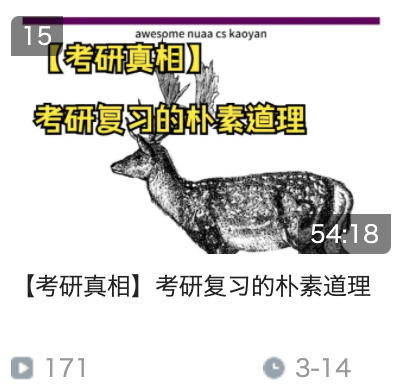 15
awesome nuaa cs kaoyan
【考研真相】
考研复习的朴素道理
54:18
【考研真相】考研复习的朴素道理
171
3-14